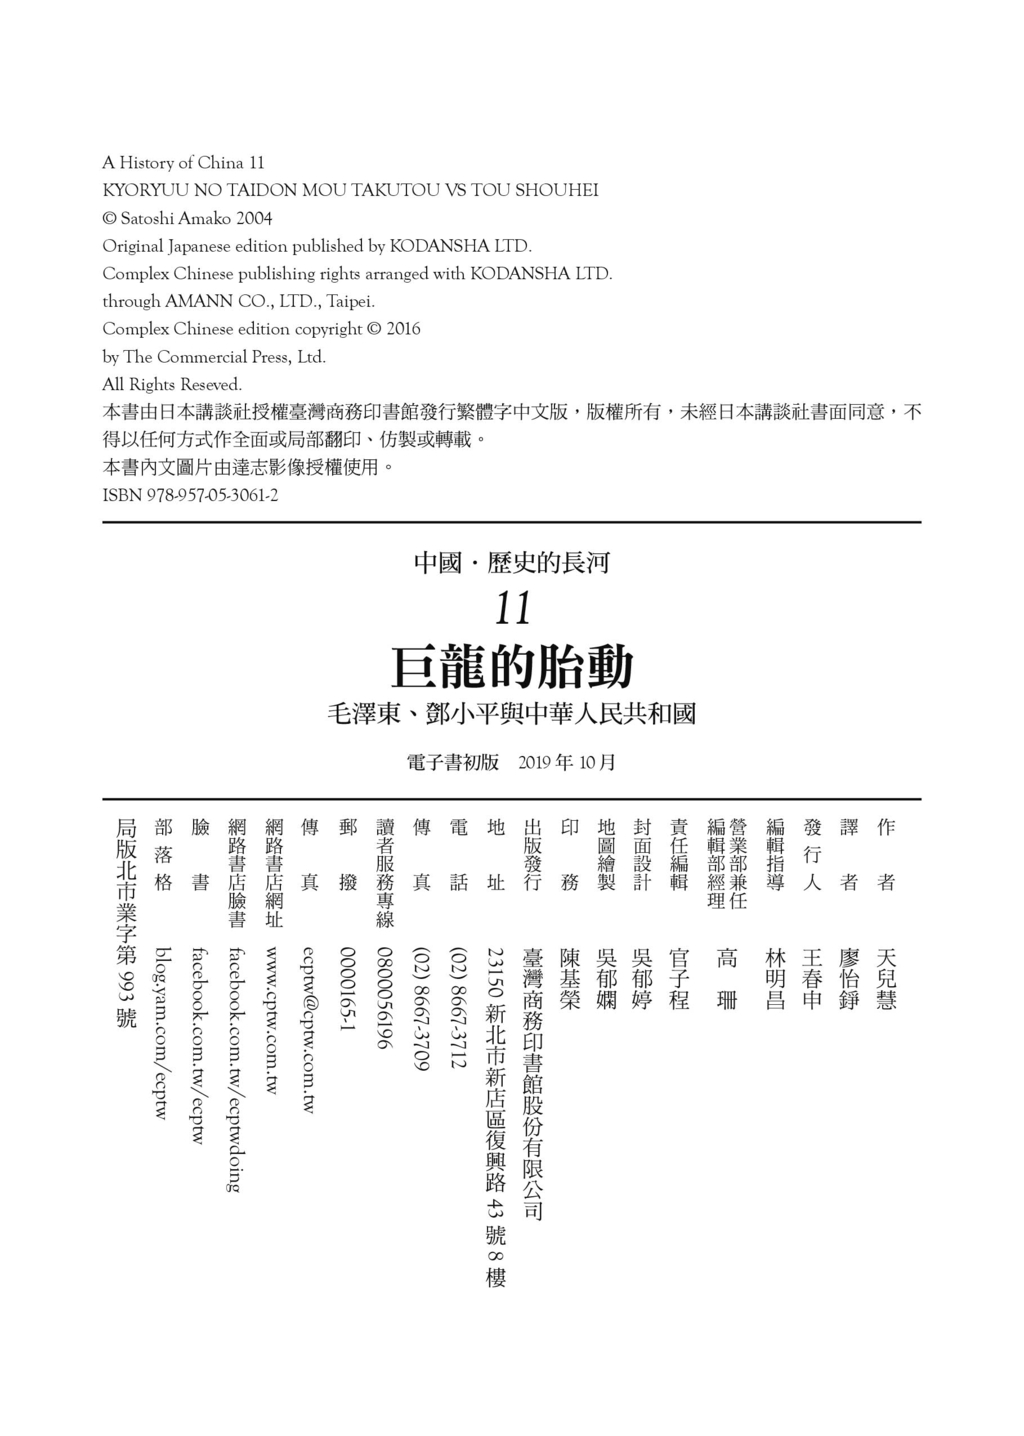 A History of China 11
KYORYUU NO TAIDON MOU TAKUTOU VS TOU SHOUHEI
© Satoshi Amako 2004
Original Japanese edition published by KODANSHA LTD.
Complex Chinese publishing rights arranged with KODANSHA LTD.
through AMANN CO., LTD., Taipei.
Complex Chinese edition copyright © 2016
by The Commercial Press, Ltd.
All Rights Reseved.
本書由日本講談社授權臺灣商務印書館發行繁體字中文版，版權所有，未經日本講談社書面同意，不
得以任何方式作全面或局部翻印、仿製或轉載。
本書內文圖片由達志影像授權使用。
ISBN 978-957-05-3061-2
中國．歷史的長河
11
巨龍的胎動
毛澤東、鄧小平與中華人民共和國
電子書初版 2019 年 10 月
作者 天兒慧
譯者 廖怡錚
發行人 王春申
編輯指導 林明昌
營業部兼任
編輯部經理 高珊
責任編輯 官子程
封面設計 吳郁婷
地圖繪製 吳郁嫻
印務 陳基榮
出版發行 臺灣商務印書館股份有限公司
地址 23150 新北市新店區復興路 43 號 8 樓
電話 (02) 8667-3712
傳真 (02) 8667-3709
讀者服務專線 0800056196
郵撥 0000165-1
傳真 ecptw@cptw.com.tw
網路書店網址 www.cptw.com.tw
網路書店臉書 facebook.com.tw/ecptwdoing
臉書 facebook.com.tw/ecptw
部落格 blog.yam.com/ecptw
局版北市業字第 993 號